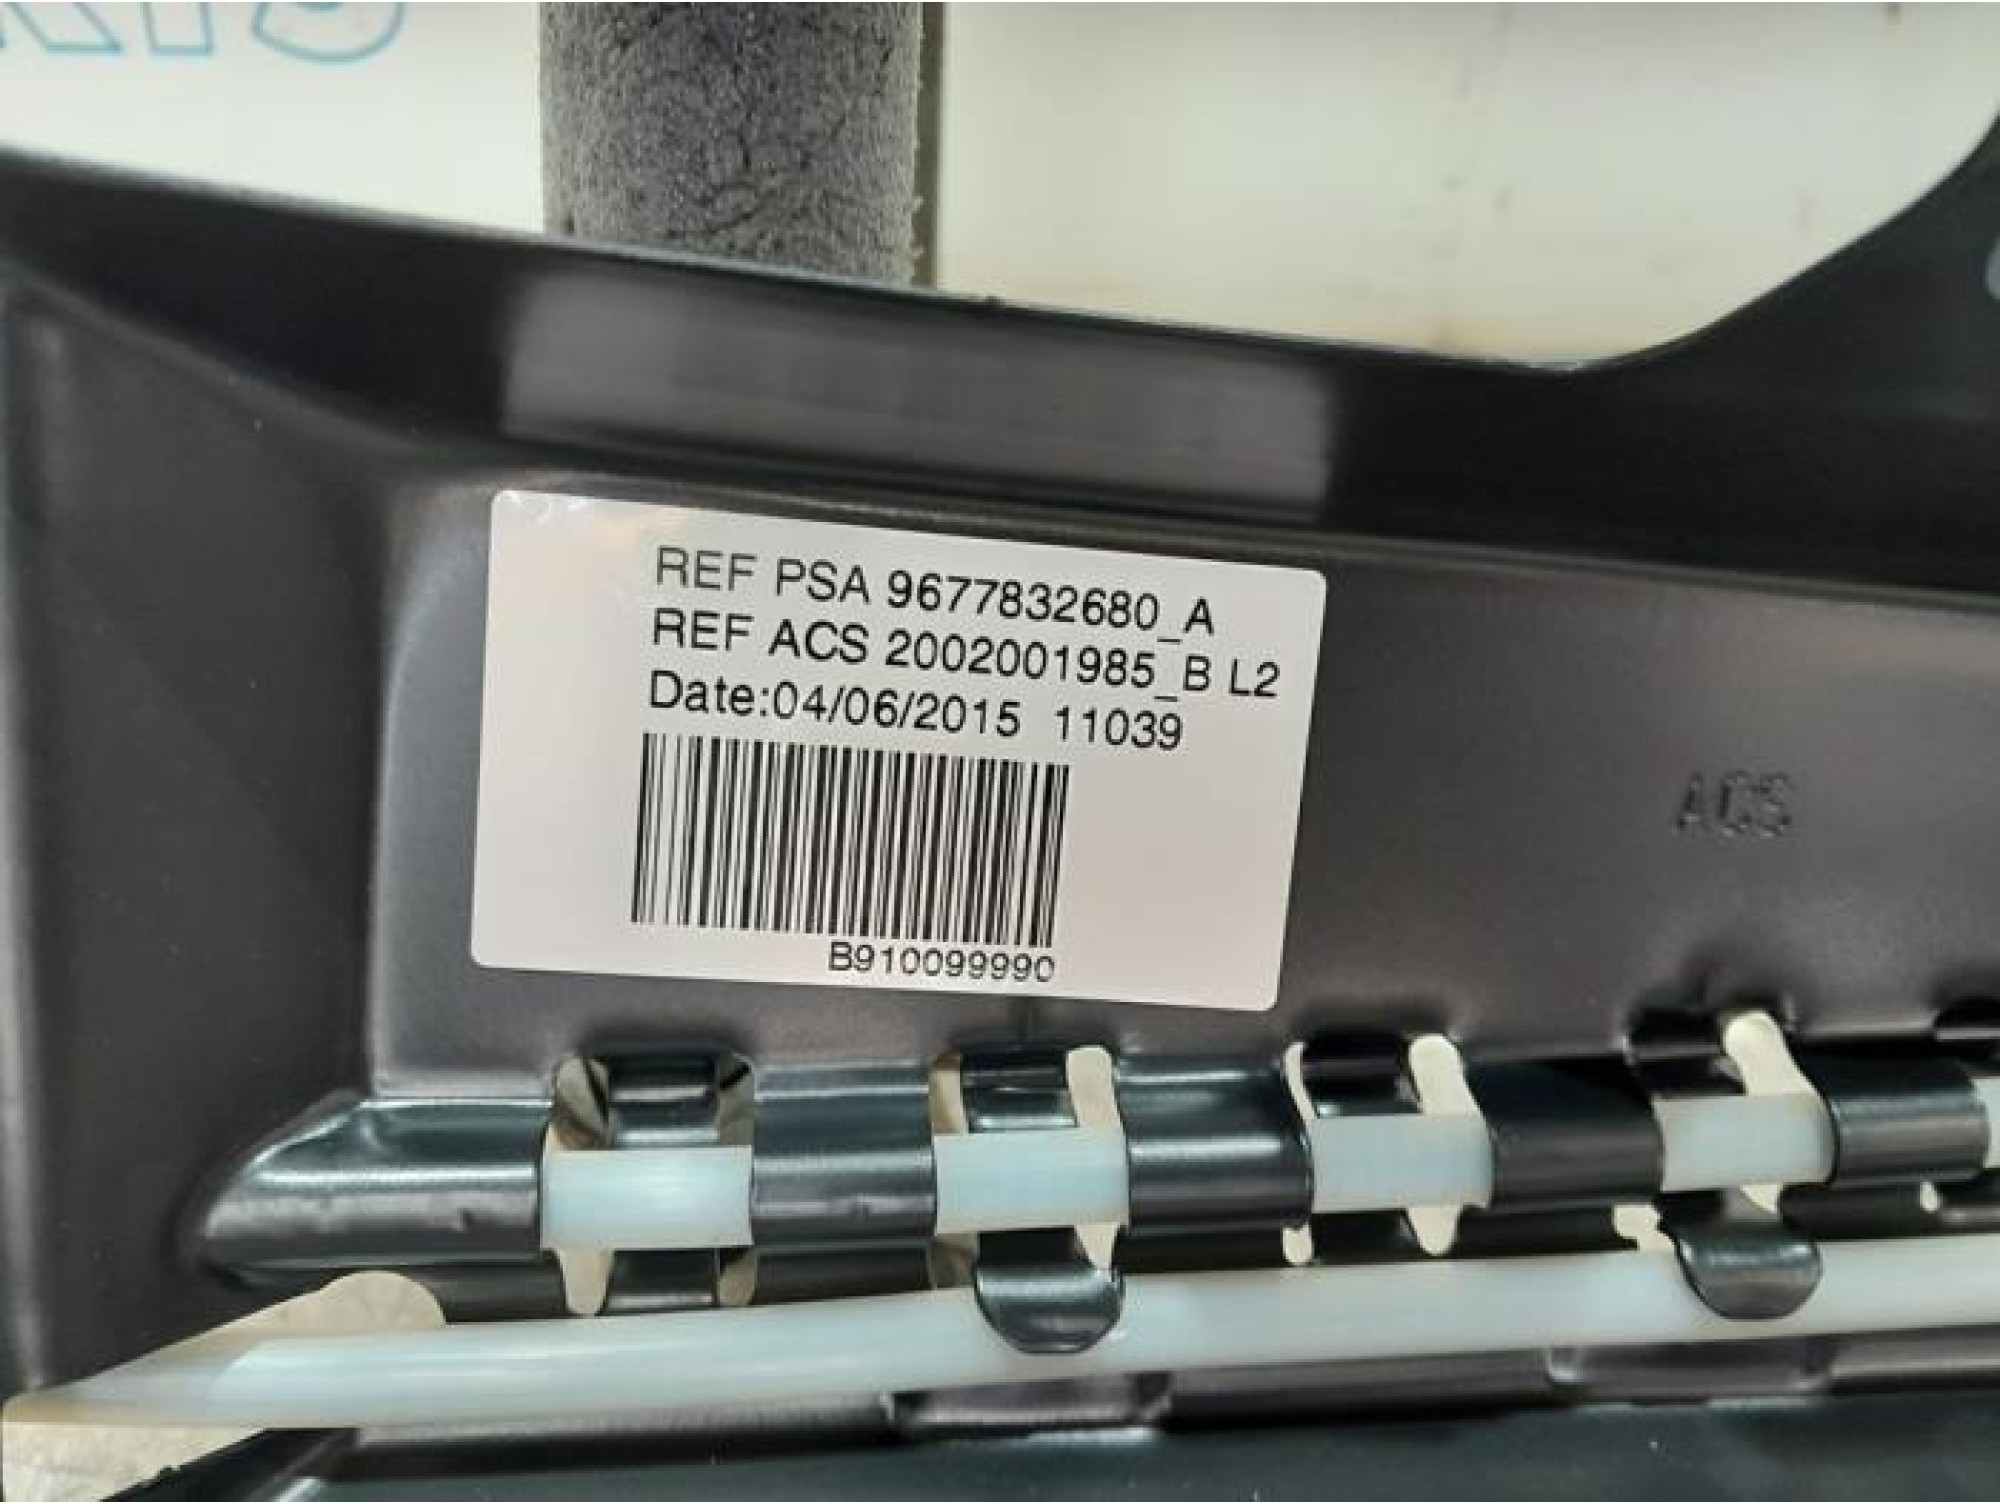 REF PSA 9677832680_A
REF ACS 2002001985_B L2
Date:04/06/2015 11039
B910099990
ACS